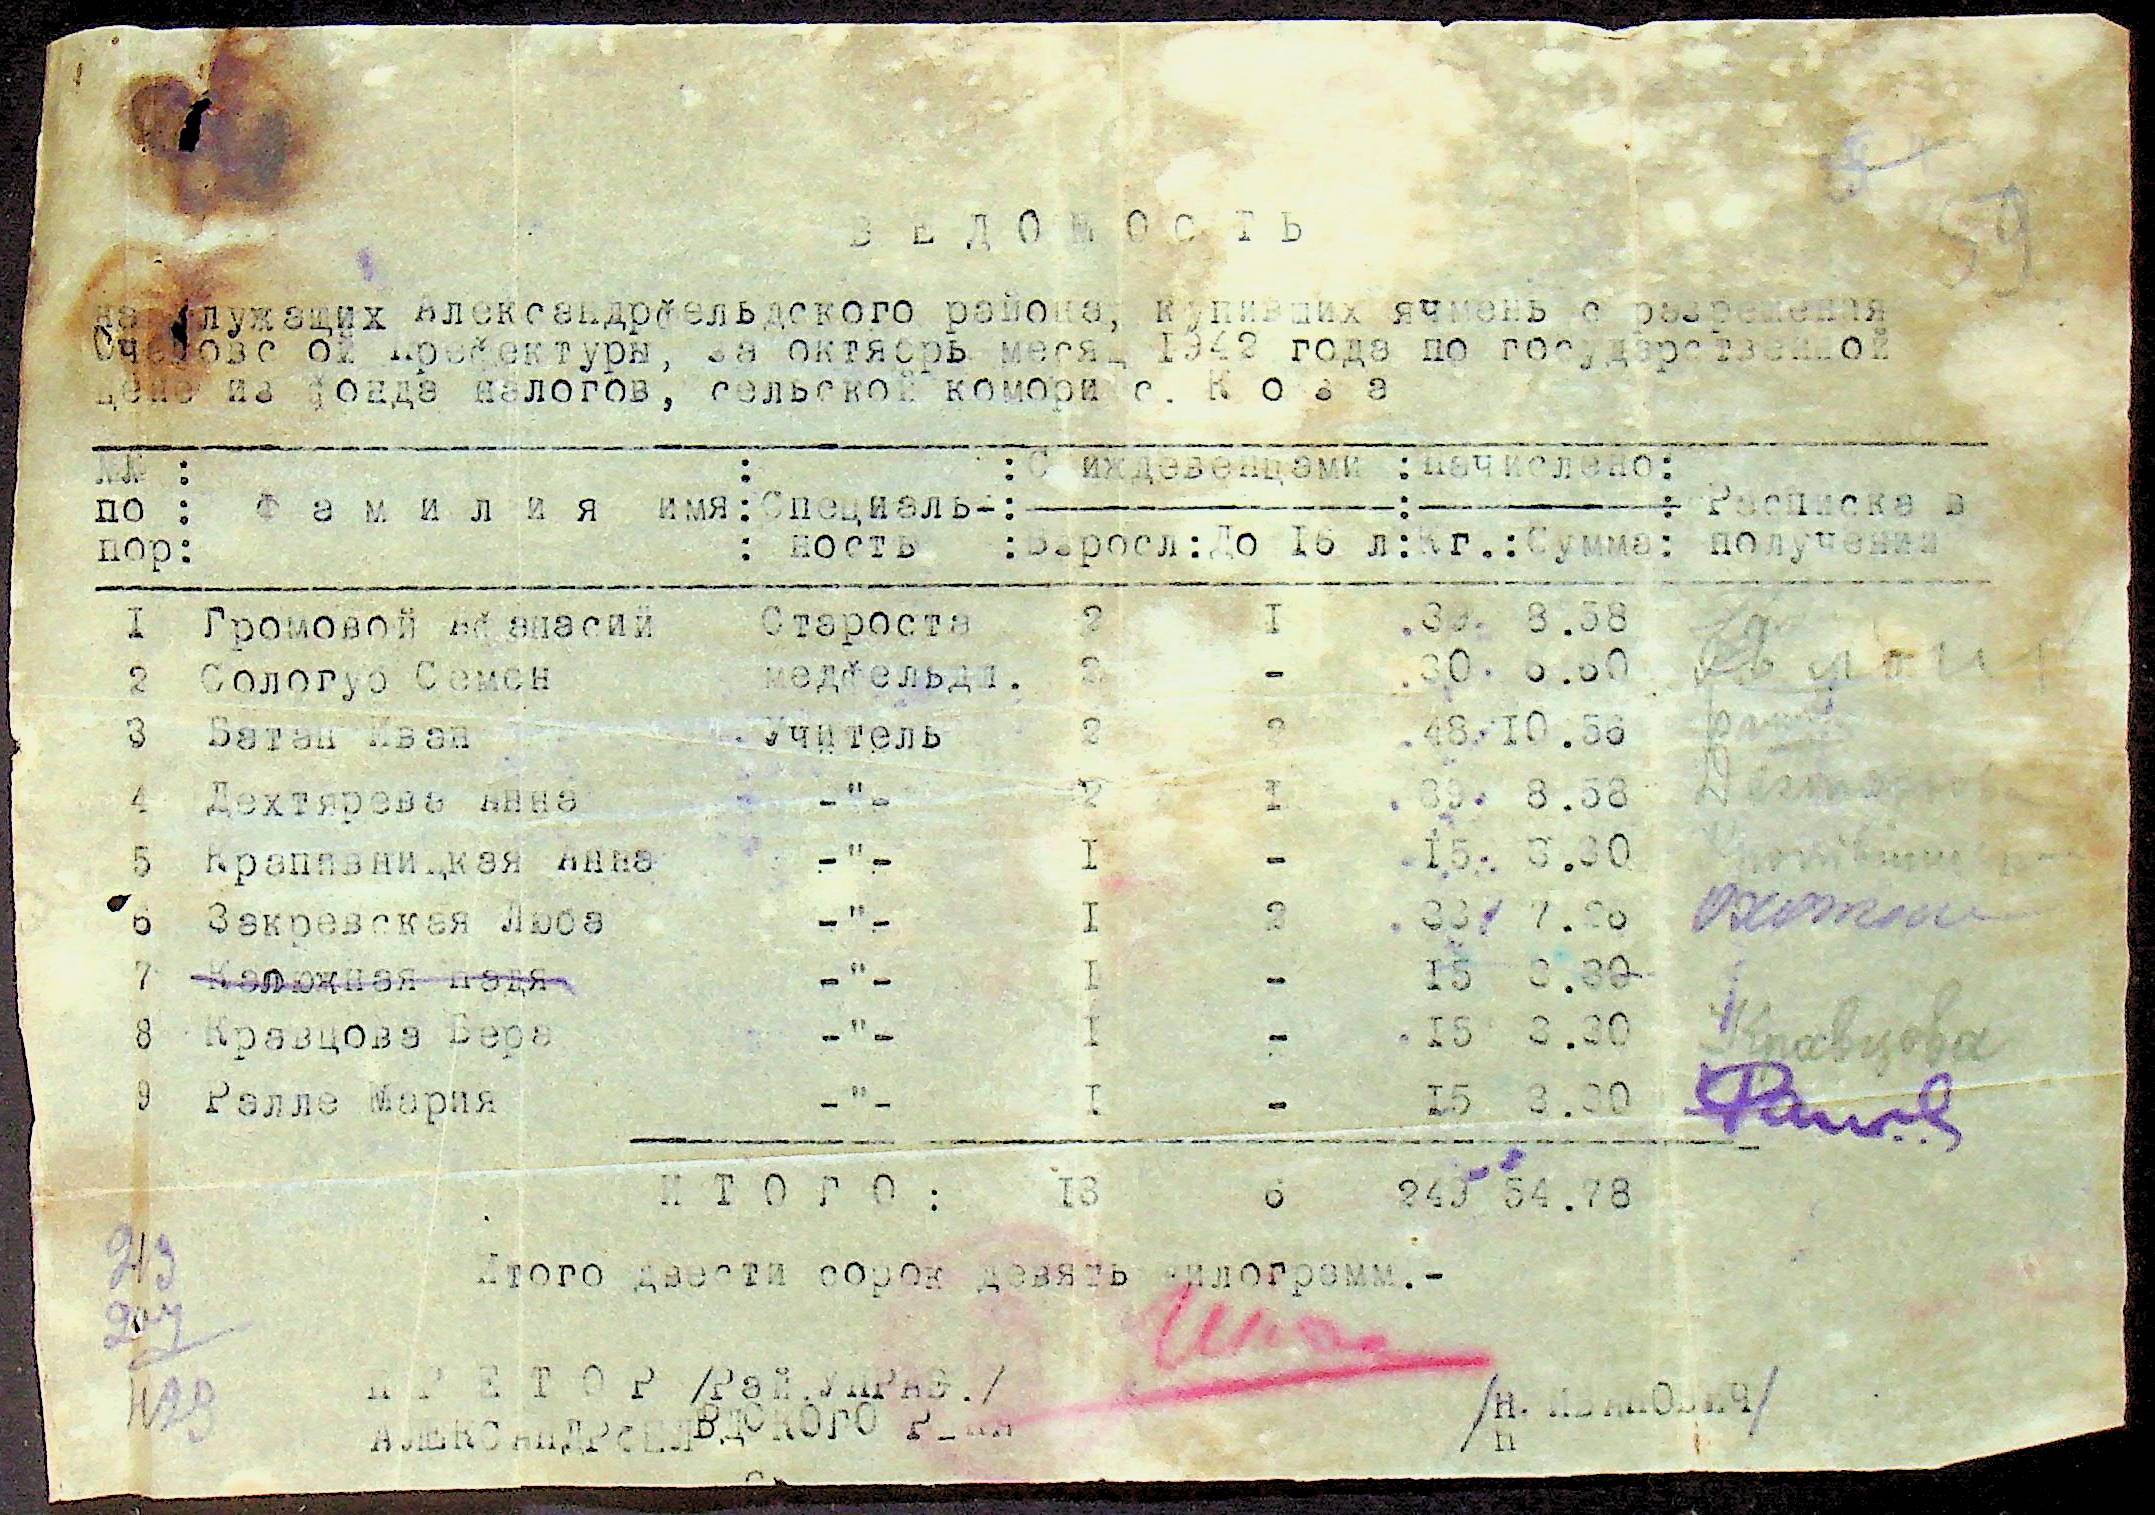 59
ВЕДОМОСТЬ
на служащих Александрфельдского района, купивших ячмень с разрешения
Очаковской Префектуры, за октябрь месяц 1942 года по государственной
цене из фонда налогов, сельской комори с. К о з а
№№ : : : С иждевенцами : начислено:
по : Ф а м и л и я имя: Специаль-: : : Расписка в
пор: : ность : Взросл: До 16 л: Кг.: Сумма: получении
1 Громовой Афанасий Староста 2 1 39 8.58
2 Сологуб Семен медфельдш. 2 - 30 6.60
3 Батан Иван Учитель 2 2 48 10.56
4 Дехтярева Анна -"- 2 1 39 8.58
5 Крапивницкая Анна -"- 1 - 15 3.30
6 Закревская Люба -"- 1 2 33 7.26
7 Калюжная Надя -"- 1 - 15 3.30
8 Кравцова Вера -"- 1 - 15 3.30 Кравцова
9 Ралле Мария -"- 1 - 15 3.30
И Т О Г О : 13 6 249 54.78
Итого двести сорок девять килограмм.-
П Р Е Т О Р /Рай.Управ./
АЛЕКСАНДРФЕЛЬДСКОГО Р-НА /Н. ИВАНОВИЧ/